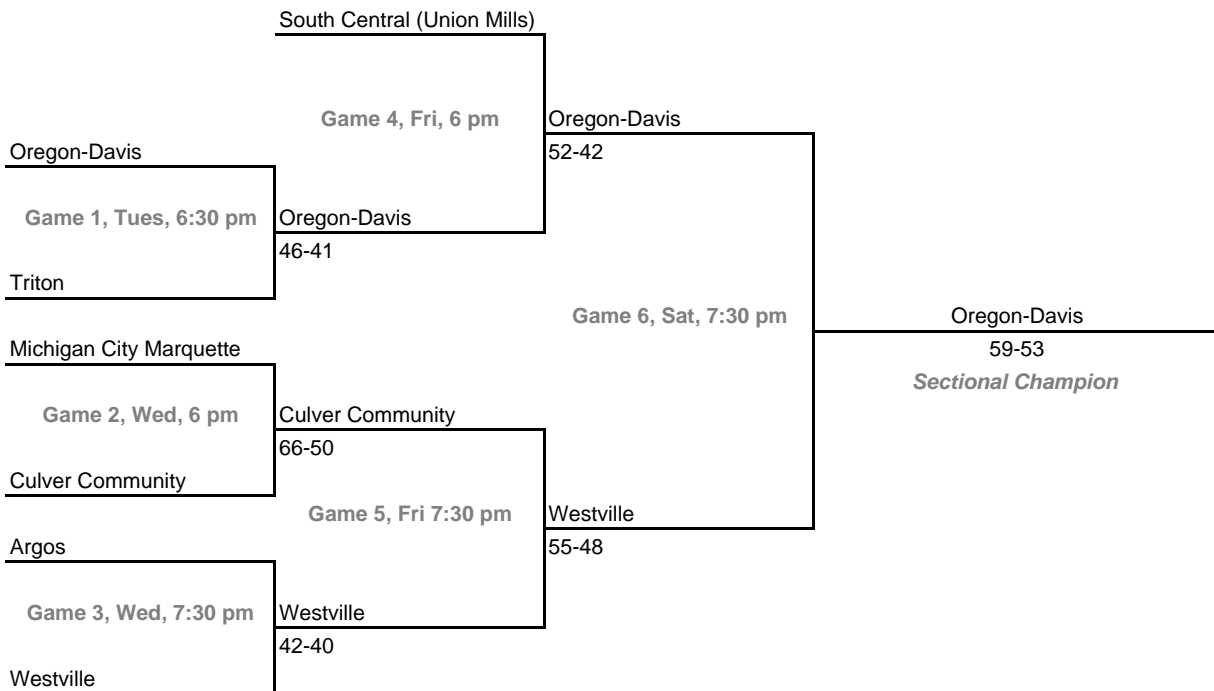 South Central (Union Mills)
Game 4, Fri, 6 pm
Oregon-Davis
Oregon-Davis
52-42
Game 1, Tues, 6:30 pm
Oregon-Davis
46-41
Triton
Game 6, Sat, 7:30 pm
Oregon-Davis
Michigan City Marquette
59-53
Sectional Champion
Game 2, Wed, 6 pm
Culver Community
66-50
Culver Community
Game 5, Fri 7:30 pm
Westville
Argos
55-48
Game 3, Wed, 7:30 pm
Westville
42-40
Westville